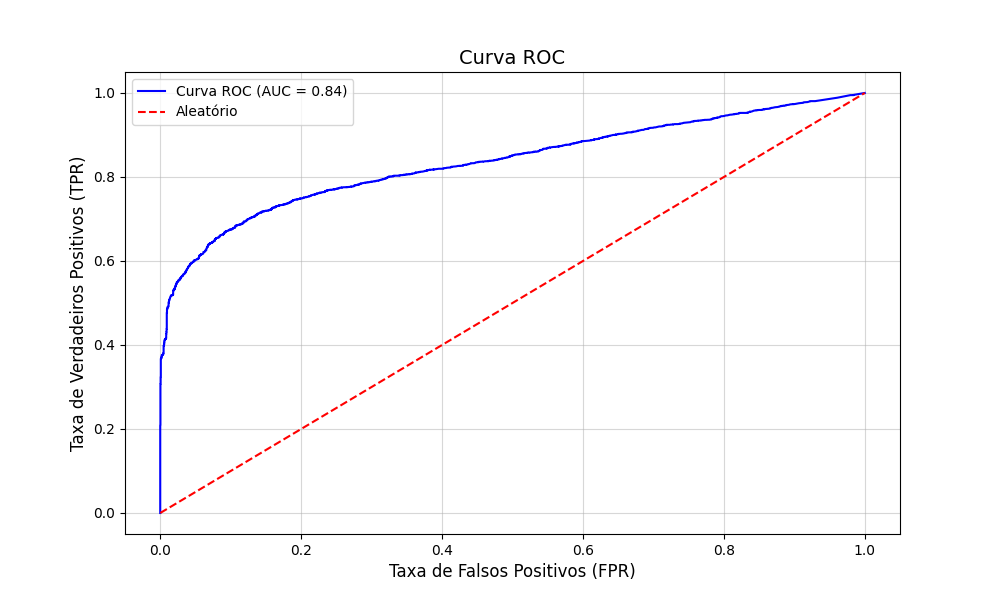 Curva ROC
Curva ROC (AUC = 0.84)
Aleatório
Taxa de Verdadeiros Positivos (TPR)
1.0
0.8
0.6
0.4
0.2
0.0
0.0 0.2 0.4 0.6 0.8 1.0
Taxa de Falsos Positivos (FPR)